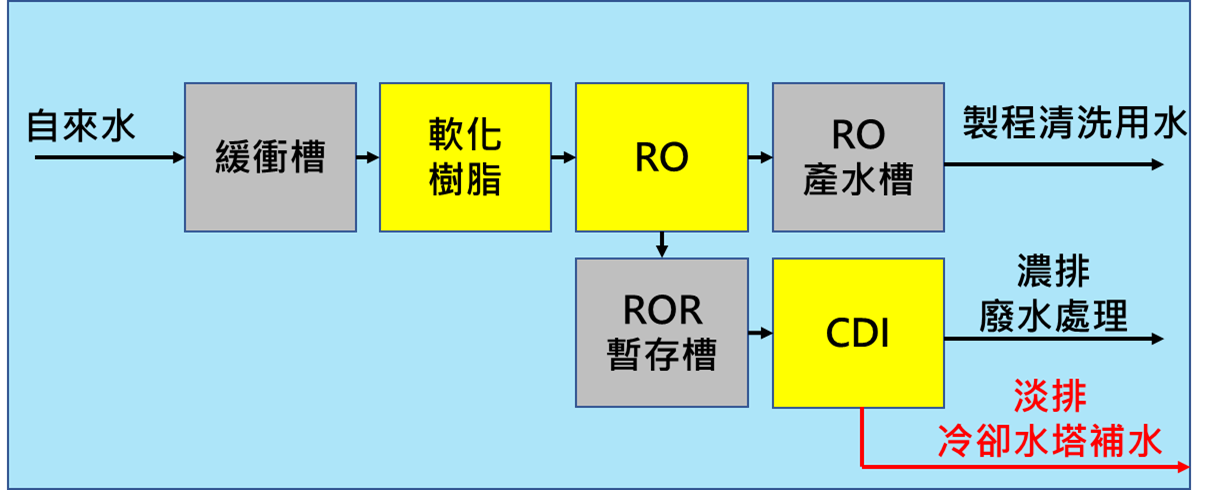 自來水
緩衝槽
軟化
樹脂
RO
RO
產水槽
製程清洗用水
ROR
暫存槽
CDI
濃排
廢水處理
淡排
冷卻水塔補水